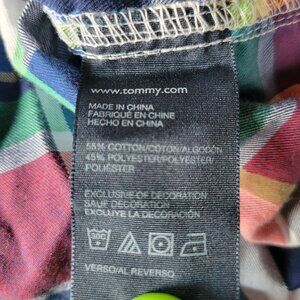 www.tommy.com
MADE IN CHINA
FABRIQUÉ EN CHINE
HECHO EN CHINA
55% COTTON/COTON/ALGODÓN
45% POLYESTER/POLYESTER/
POLIÉSTER
EXCLUSIVE OF DECORATION
SAUF DÉCORATION
EXCLUYE LA DECORACIÓN
30C
VERSO/AL REVERSO